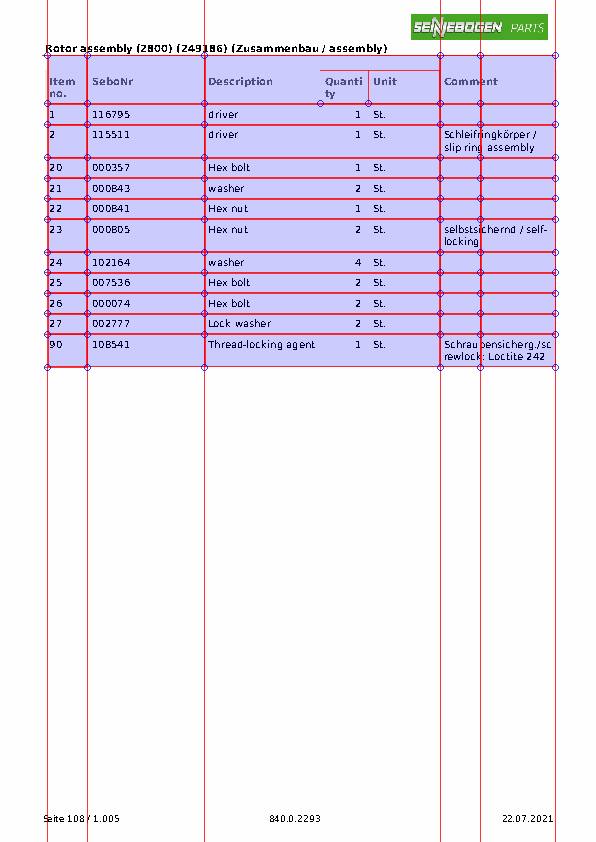 SENNEBOGEN PARTS
Rotor assembly (2800) (249186) (Zusammenbau / assembly)
Item SeboNr Description Quanti Unit Comment
no. ty
1 116795 driver 1 St.
2 115511 driver 1 St. Schleifringkörper /
slip ring assembly
20 000357 Hex bolt 1 St.
21 000843 washer 2 St.
22 000841 Hex nut 1 St.
23 000805 Hex nut 2 St. selbstsichernd / self-
locking
24 102164 washer 4 St.
25 007536 Hex bolt 2 St.
26 000074 Hex bolt 2 St.
27 002777 Lock washer 2 St.
90 108541 Thread-locking agent 1 St. Schraubensicherg./sc
rewlock: Loctite 242
Seite 108 / 1.005 840.0.2293 22.07.2021